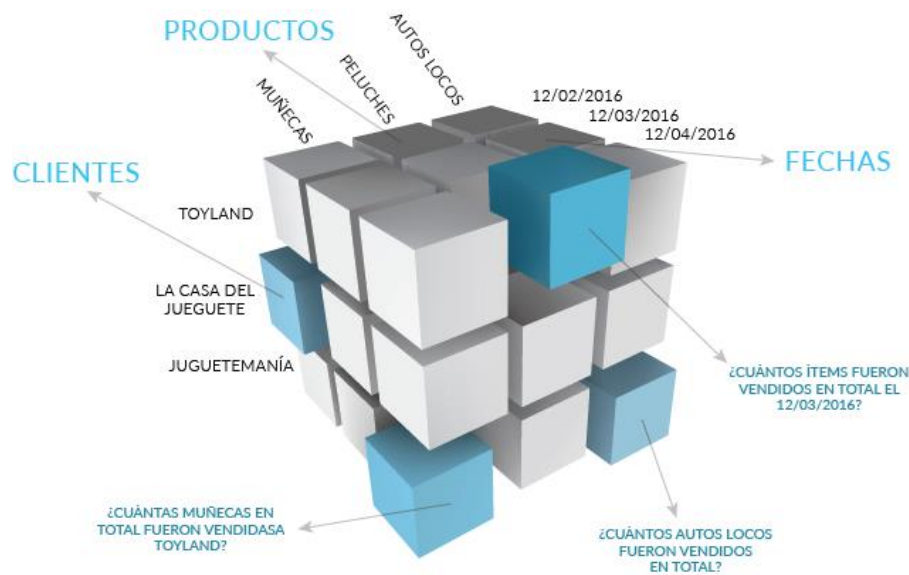 PRODUCTOS
AUTOS LOCOS
PELUCHES
MUÑECAS
12/02/2016
12/03/2016
12/04/2016
CLIENTES
FECHAS
TOYLAND
LA CASA DEL
JUEGUETE
JUGUETEMANÍA
¿CUÁNTOS ÍTEMS FUERON
VENDIDOS EN TOTAL EL
12/03/2016?
¿CUÁNTAS MUÑECAS EN
TOTAL FUERON VENDIDASA
TOYLAND?
¿CUÁNTOS AUTOS LOCOS
FUERON VENDIDOS
EN TOTAL?